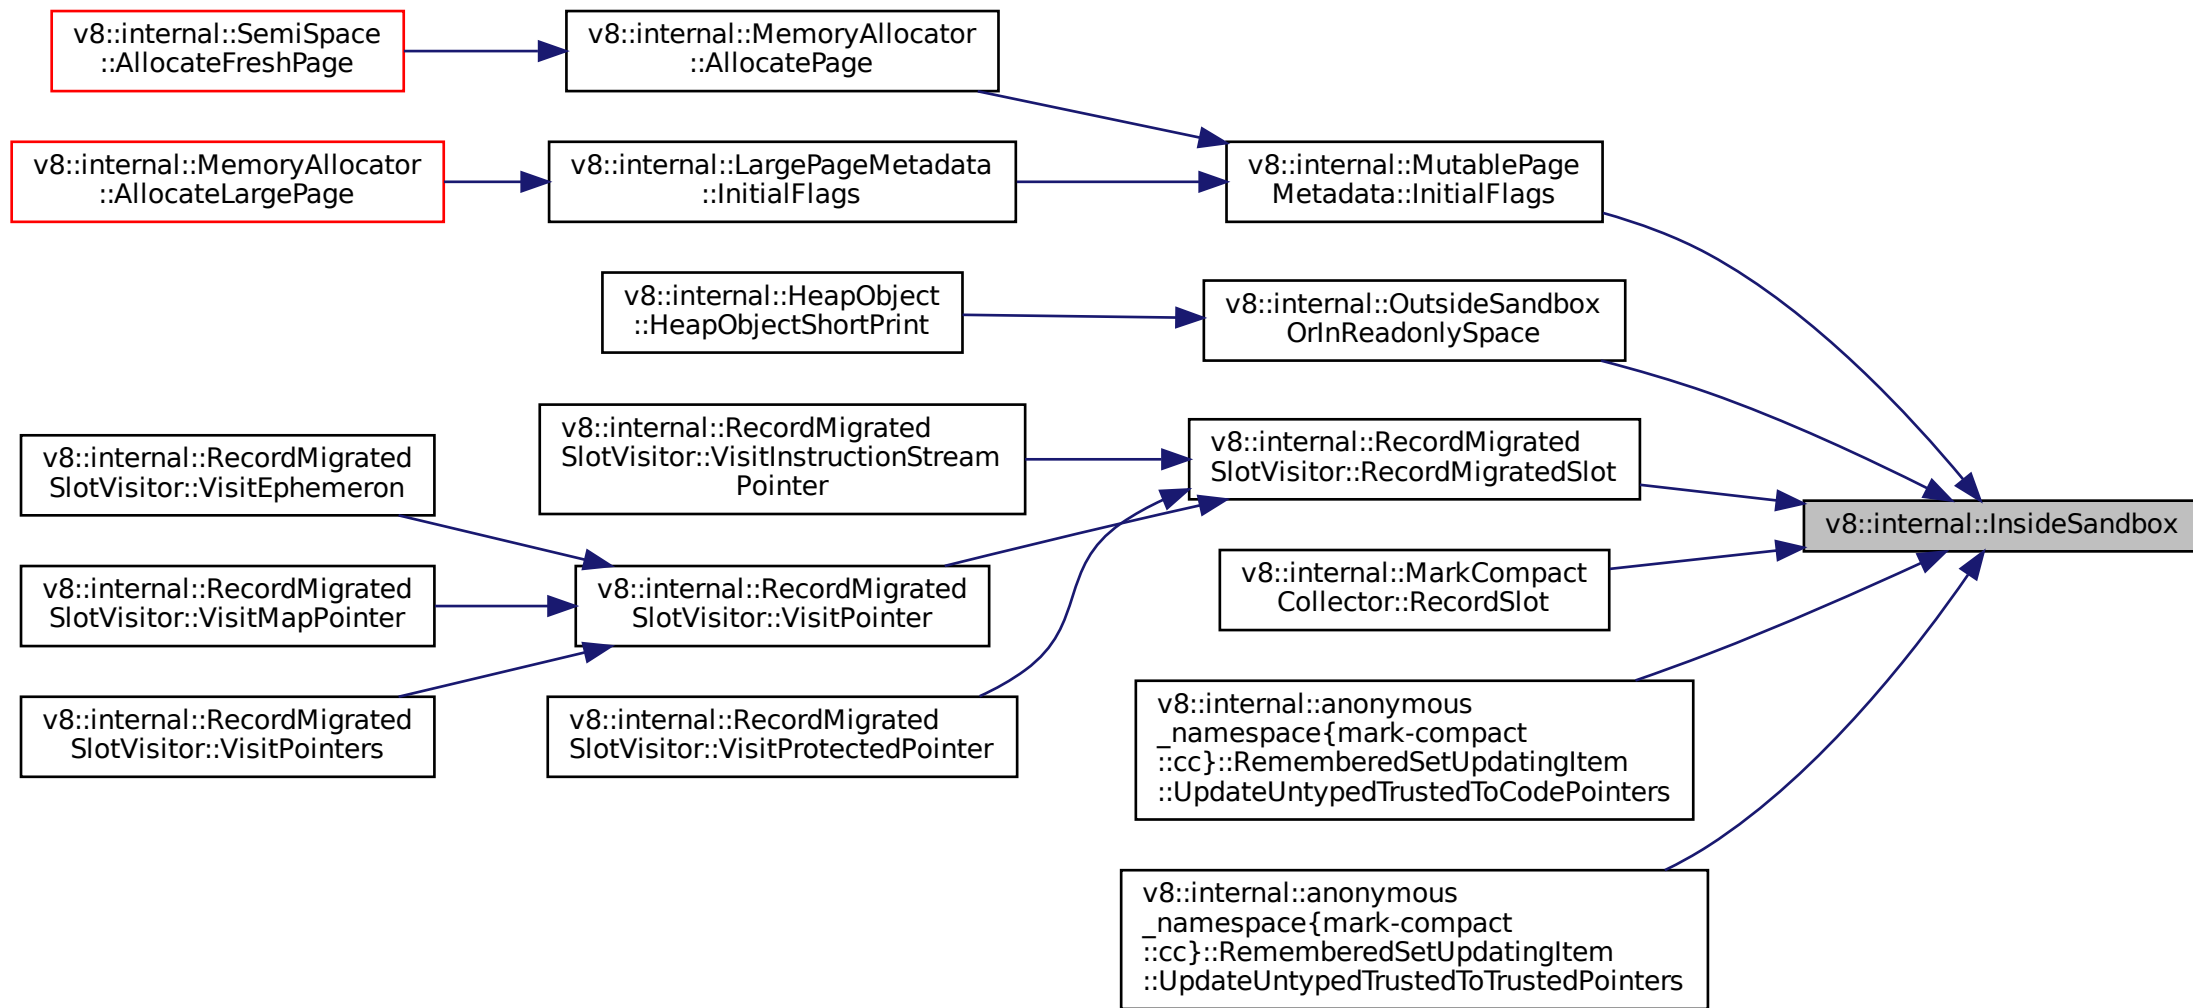 v8::internal::SemiSpace
::AllocateFreshPage
v8::internal::MemoryAllocator
::AllocatePage
v8::internal::MemoryAllocator
::AllocateLargePage
v8::internal::LargePageMetadata
::InitialFlags
v8::internal::MutablePage
Metadata::InitialFlags
v8::internal::HeapObject
::HeapObjectShortPrint
v8::internal::OutsideSandbox
OrInReadonlySpace
v8::internal::RecordMigrated
SlotVisitor::VisitInstructionStream
Pointer
v8::internal::RecordMigrated
SlotVisitor::RecordMigratedSlot
v8::internal::RecordMigrated
SlotVisitor::VisitEphemeron
v8::internal::InsideSandbox
v8::internal::RecordMigrated
SlotVisitor::VisitMapPointer
v8::internal::RecordMigrated
SlotVisitor::VisitPointer
v8::internal::MarkCompact
Collector::RecordSlot
v8::internal::RecordMigrated
SlotVisitor::VisitPointers
v8::internal::RecordMigrated
SlotVisitor::VisitProtectedPointer
v8::internal::anonymous
_namespace{mark-compact
::cc}::RememberedSetUpdatingItem
::UpdateUntypedTrustedToCodePointers
v8::internal::anonymous
_namespace{mark-compact
::cc}::RememberedSetUpdatingItem
::UpdateUntypedTrustedToTrustedPointers